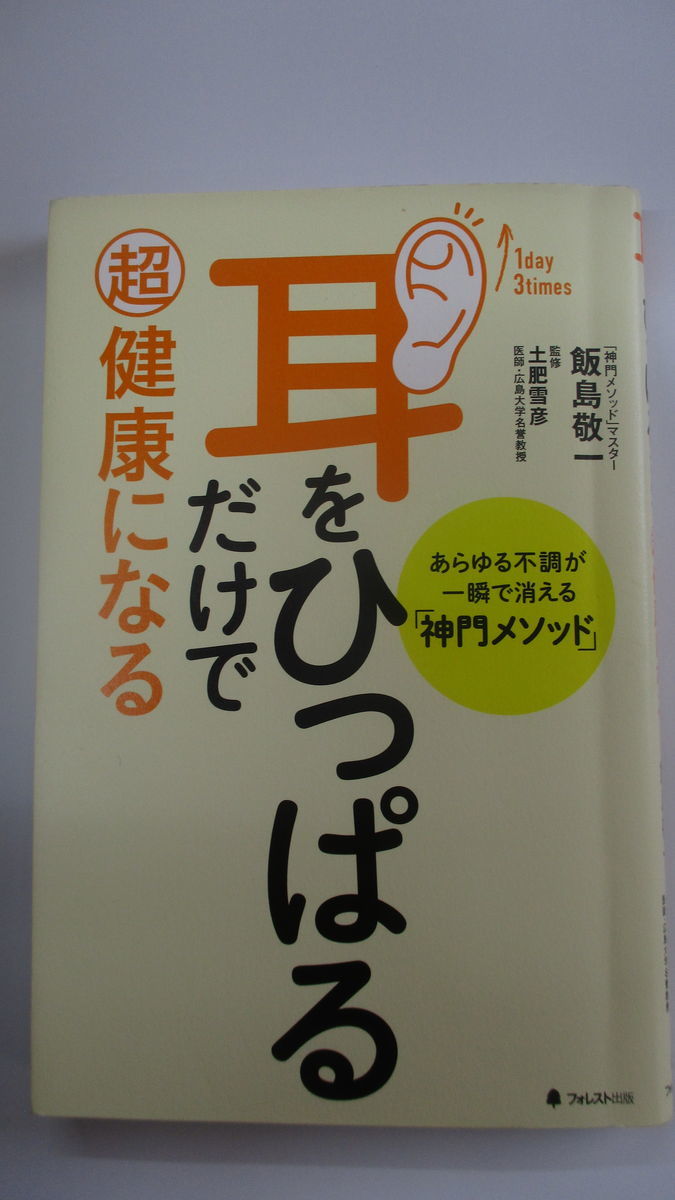 耳をひっぱる
だけで
超健康になる
1day
3times
「神門メソッド」マスター
飯島敬一
監修
土肥雪彦
医師・広島大学名誉教授
あらゆる不調が
一瞬で消える
「神門メソッド」
フォレスト出版